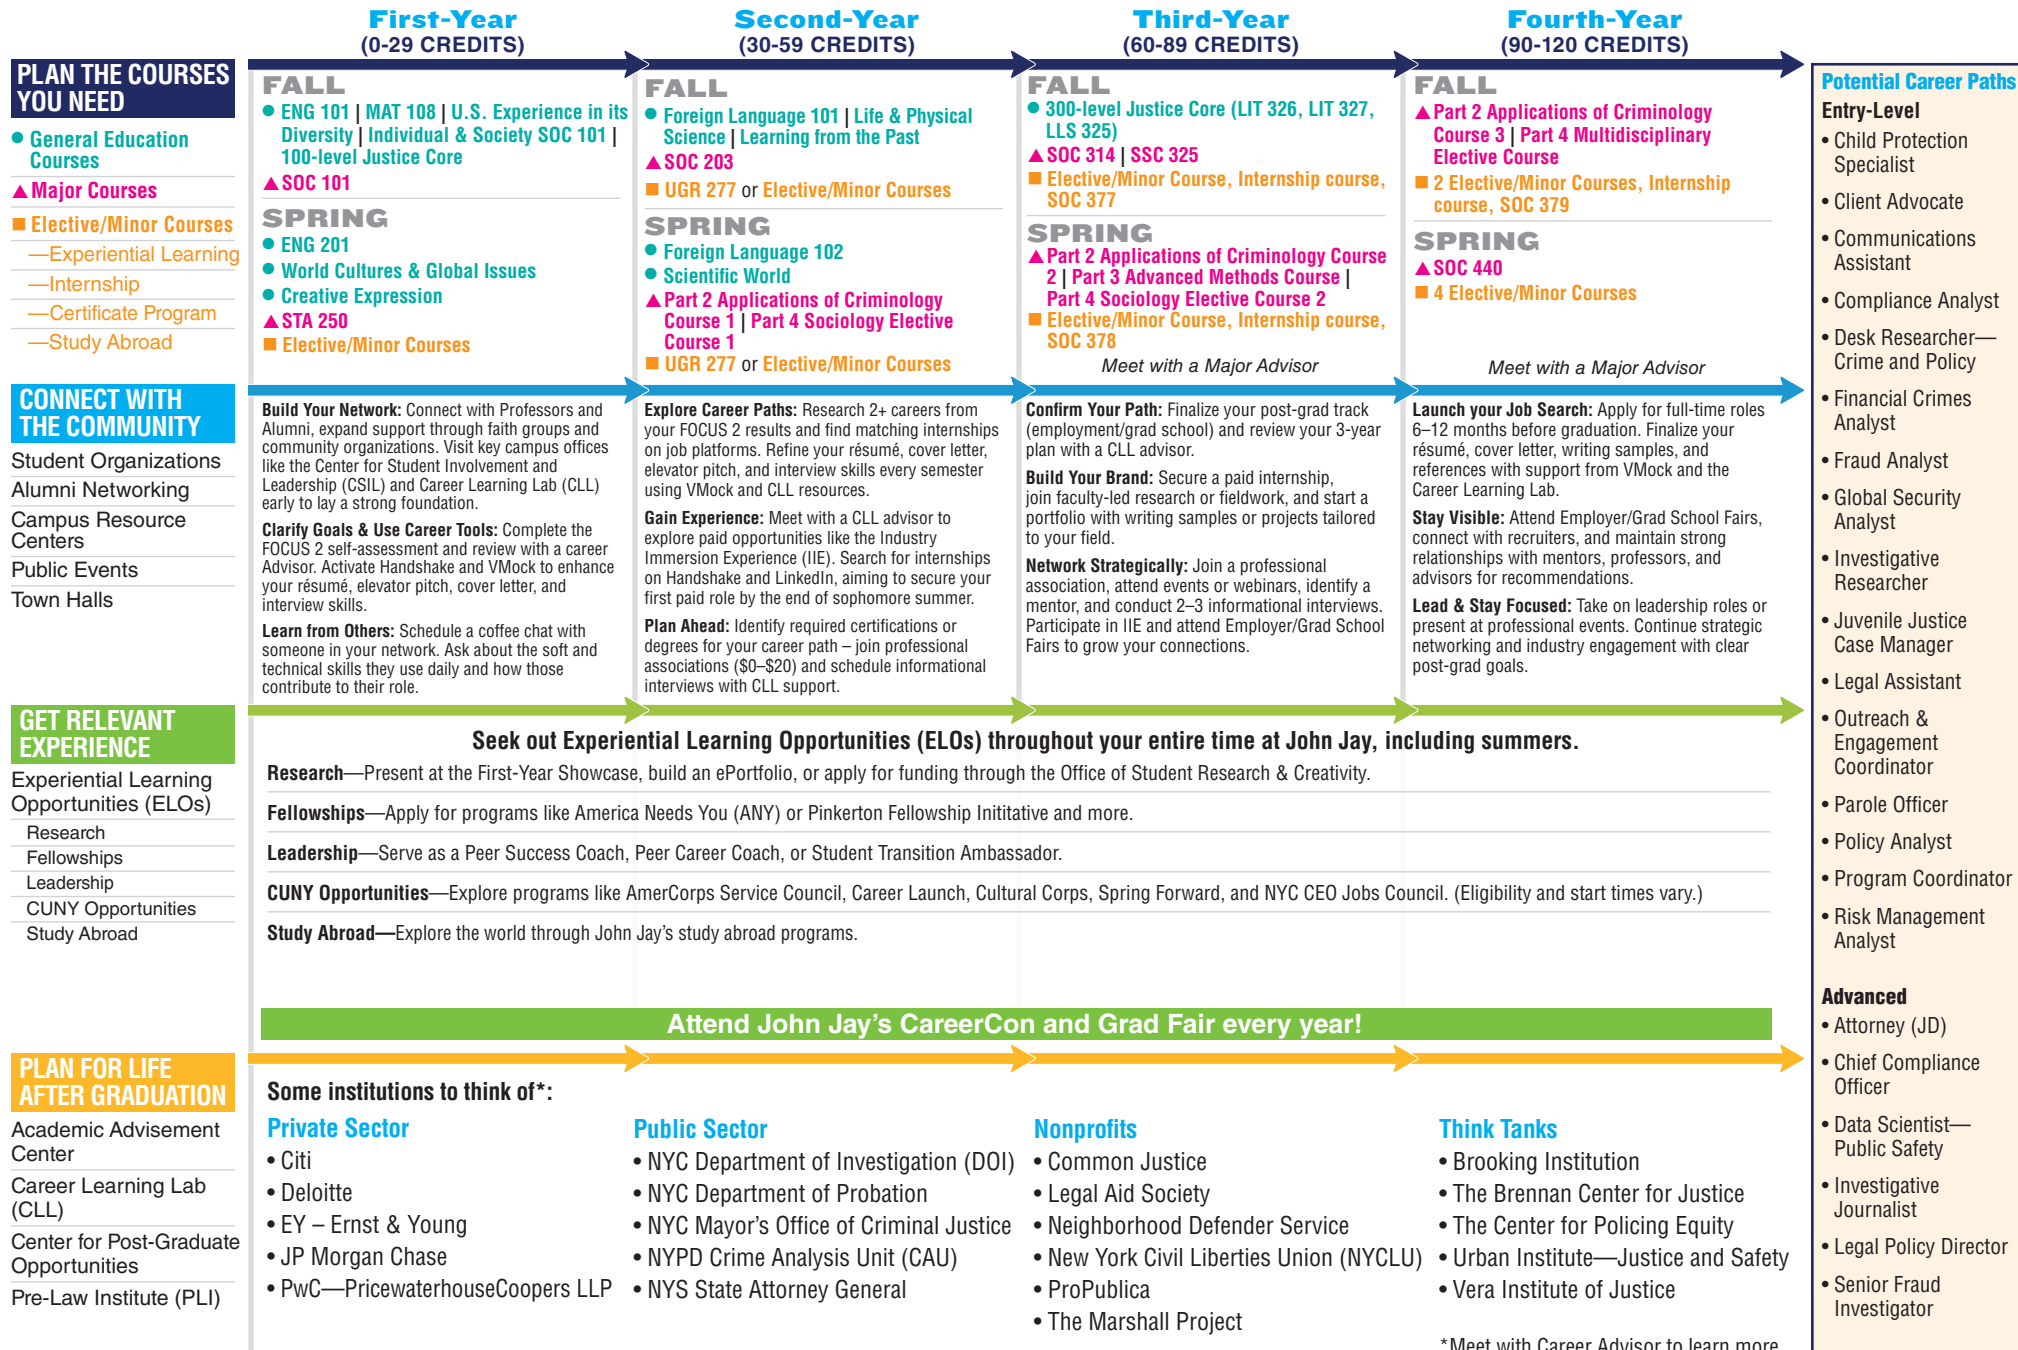 First-Year
(0-29 CREDITS)
Second-Year
(30-59 CREDITS)
Third-Year
(60-89 CREDITS)
Fourth-Year
(90-120 CREDITS)
PLAN THE COURSES
YOU NEED
● General Education
Courses
▲ Major Courses
■ Elective/Minor Courses
—Experiential Learning
—Internship
—Certificate Program
—Study Abroad
FALL
● ENG 101 | MAT 108 | U.S. Experience in its
Diversity | Individual & Society SOC 101 |
100-level Justice Core
▲ SOC 101
SPRING
● ENG 201
● World Cultures & Global Issues
● Creative Expression
▲ STA 250
■ Elective/Minor Courses
FALL
● Foreign Language 101 | Life & Physical
Science | Learning from the Past
▲ SOC 203
■ UGR 277 or Elective/Minor Courses
SPRING
● Foreign Language 102
● Scientific World
▲ Part 2 Applications of Criminology
Course 1 | Part 4 Sociology Elective
Course 1
■ UGR 277 or Elective/Minor Courses
FALL
● 300-level Justice Core (LIT 326, LIT 327,
LLS 325)
▲ SOC 314 | SSC 325
■ Elective/Minor Course, Internship course,
SOC 377
SPRING
▲ Part 2 Applications of Criminology Course
2 | Part 3 Advanced Methods Course |
Part 4 Sociology Elective Course 2
■ Elective/Minor Course, Internship course,
SOC 378
Meet with a Major Advisor
FALL
▲ Part 2 Applications of Criminology
Course 3 | Part 4 Multidisciplinary
Elective Course
■ 2 Elective/Minor Courses, Internship
course, SOC 379
SPRING
▲ SOC 440
■ 4 Elective/Minor Courses
Meet with a Major Advisor
CONNECT WITH
THE COMMUNITY
Student Organizations
Alumni Networking
Campus Resource
Centers
Public Events
Town Halls
Build Your Network: Connect with Professors and
Alumni, expand support through faith groups and
community organizations. Visit key campus offices
like the Center for Student Involvement and
Leadership (CSIL) and Career Learning Lab (CLL)
early to lay a strong foundation.
Clarify Goals & Use Career Tools: Complete the
FOCUS 2 self-assessment and review with a career
Advisor. Activate Handshake and VMock to enhance
your résumé, elevator pitch, cover letter, and
interview skills.
Learn from Others: Schedule a coffee chat with
someone in your network. Ask about the soft and
technical skills they use daily and how those
contribute to their role.
Explore Career Paths: Research 2+ careers from
your FOCUS 2 results and find matching internships
on job platforms. Refine your résumé, cover letter,
elevator pitch, and interview skills every semester
using VMock and CLL resources.
Gain Experience: Meet with a CLL advisor to
explore paid opportunities like the Industry
Immersion Experience (IIE). Search for internships
on Handshake and LinkedIn, aiming to secure your
first paid role by the end of sophomore summer.
Plan Ahead: Identify required certifications or
degrees for your career path – join professional
associations ($0–$20) and schedule informational
interviews with CLL support.
Confirm Your Path: Finalize your post-grad track
(employment/grad school) and review your 3-year
plan with a CLL advisor.
Build Your Brand: Secure a paid internship,
join faculty-led research or fieldwork, and start a
portfolio with writing samples or projects tailored
to your field.
Network Strategically: Join a professional
association, attend events or webinars, identify a
mentor, and conduct 2–3 informational interviews.
Participate in IIE and attend Employer/Grad School
Fairs to grow your connections.
Launch your Job Search: Apply for full-time roles
6–12 months before graduation. Finalize your
résumé, cover letter, writing samples, and
references with support from VMock and the
Career Learning Lab.
Stay Visible: Attend Employer/Grad School Fairs,
connect with recruiters, and maintain strong
relationships with mentors, professors, and
advisors for recommendations.
Lead & Stay Focused: Take on leadership roles or
present at professional events. Continue strategic
networking and industry engagement with clear
post-grad goals.
GET RELEVANT
EXPERIENCE
Experiential Learning
Opportunities (ELOs)
Research
Fellowships
Leadership
CUNY Opportunities
Study Abroad
Seek out Experiential Learning Opportunities (ELOs) throughout your entire time at John Jay, including summers.
Research—Present at the First-Year Showcase, build an ePortfolio, or apply for funding through the Office of Student Research & Creativity.
Fellowships—Apply for programs like America Needs You (ANY) or Pinkerton Fellowship Inititative and more.
Leadership—Serve as a Peer Success Coach, Peer Career Coach, or Student Transition Ambassador.
CUNY Opportunities—Explore programs like AmerCorps Service Council, Career Launch, Cultural Corps, Spring Forward, and NYC CEO Jobs Council. (Eligibility and start times vary.)
Study Abroad—Explore the world through John Jay's study abroad programs.
Attend John Jay's CareerCon and Grad Fair every year!
PLAN FOR LIFE
AFTER GRADUATION
Academic Advisement
Center
Career Learning Lab
(CLL)
Center for Post-Graduate
Opportunities
Pre-Law Institute (PLI)
Some institutions to think of*:
Private Sector
• Citi
• Deloitte
• EY – Ernst & Young
• JP Morgan Chase
• PwC—PricewaterhouseCoopers LLP
Public Sector
• NYC Department of Investigation (DOI)
• NYC Department of Probation
• NYC Mayor's Office of Criminal Justice
• NYPD Crime Analysis Unit (CAU)
• NYS State Attorney General
Nonprofits
• Common Justice
• Legal Aid Society
• Neighborhood Defender Service
• New York Civil Liberties Union (NYCLU)
• ProPublica
• The Marshall Project
Think Tanks
• Brooking Institution
• The Brennan Center for Justice
• The Center for Policing Equity
• Urban Institute—Justice and Safety
• Vera Institute of Justice
*Meet with Career Advisor to learn more
Potential Career Paths
Entry-Level
• Child Protection
Specialist
• Client Advocate
• Communications
Assistant
• Compliance Analyst
• Desk Researcher—
Crime and Policy
• Financial Crimes
Analyst
• Fraud Analyst
• Global Security
Analyst
• Investigative
Researcher
• Juvenile Justice
Case Manager
• Legal Assistant
• Outreach &
Engagement
Coordinator
• Parole Officer
• Policy Analyst
• Program Coordinator
• Risk Management
Analyst
Advanced
• Attorney (JD)
• Chief Compliance
Officer
• Data Scientist—
Public Safety
• Investigative
Journalist
• Legal Policy Director
• Senior Fraud
Investigator